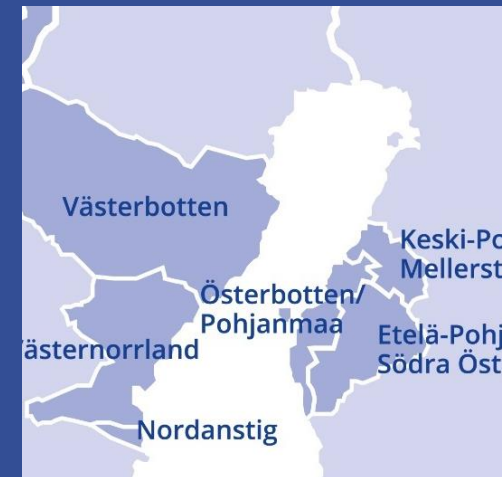 Västerbotten
Keski-Po
Mellerst
Österbotten/
Pohjanmaa
Etelä-Pohj
Södra Öst
ästernorrland
Nordanstig